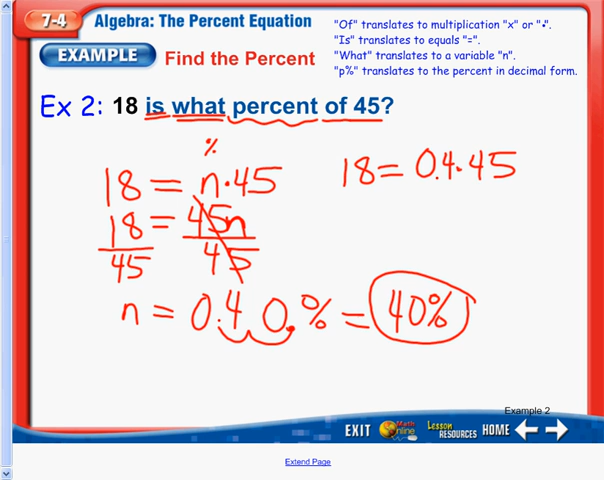 7-4 Algebra: The Percent Equation
"Of" translates to multiplication "x" or "•".
"Is" translates to equals "=".
"What" translates to a variable "n".
"p%" translates to the percent in decimal form.
EXAMPLE Find the Percent
Ex 2: 18 is what percent of 45?
%
18 = n•45
18 = 0.4•45
18 = 45n
45 45
n = 0.4 0.% = 40%
Example 2
EXIT Math Online Lesson RESOURCES HOME
Extend Page